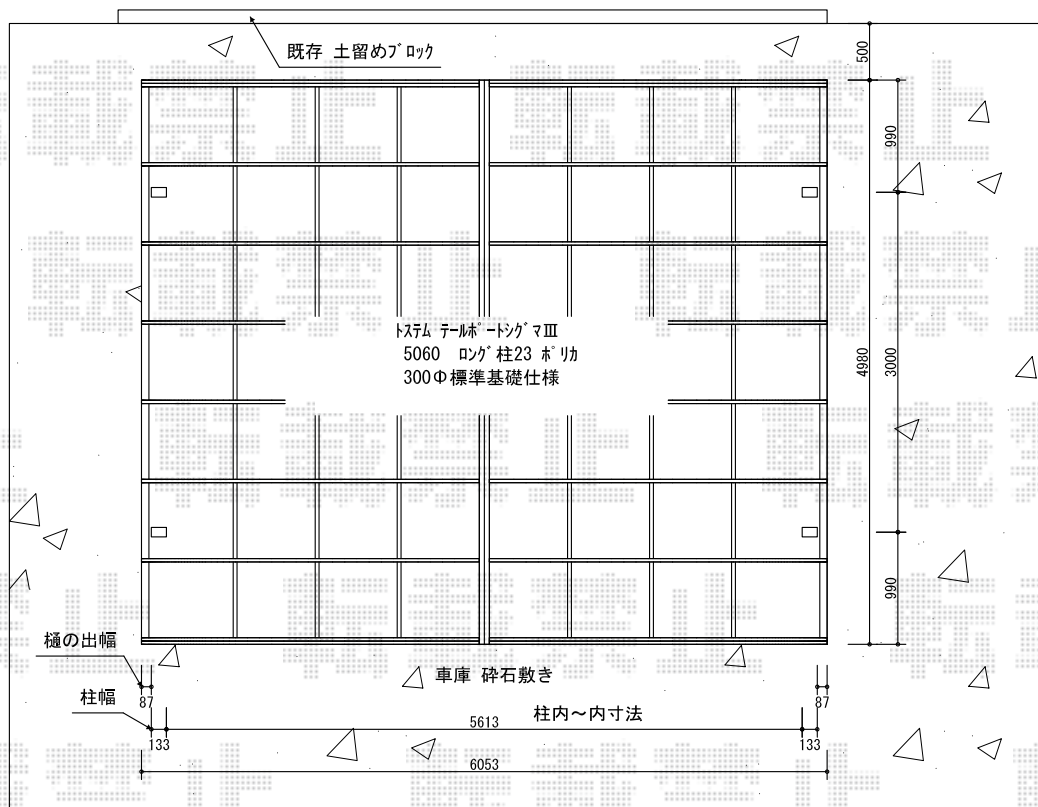 既存 土留めブロック
500
990
トステム テールポートシグマⅢ
5060 ロング柱23 ポリカ
300Φ標準基礎仕様
4980
3000
990
樋の出幅
車庫 砕石敷き
柱幅
87
87
5613
柱内～内寸法
133
133
6053